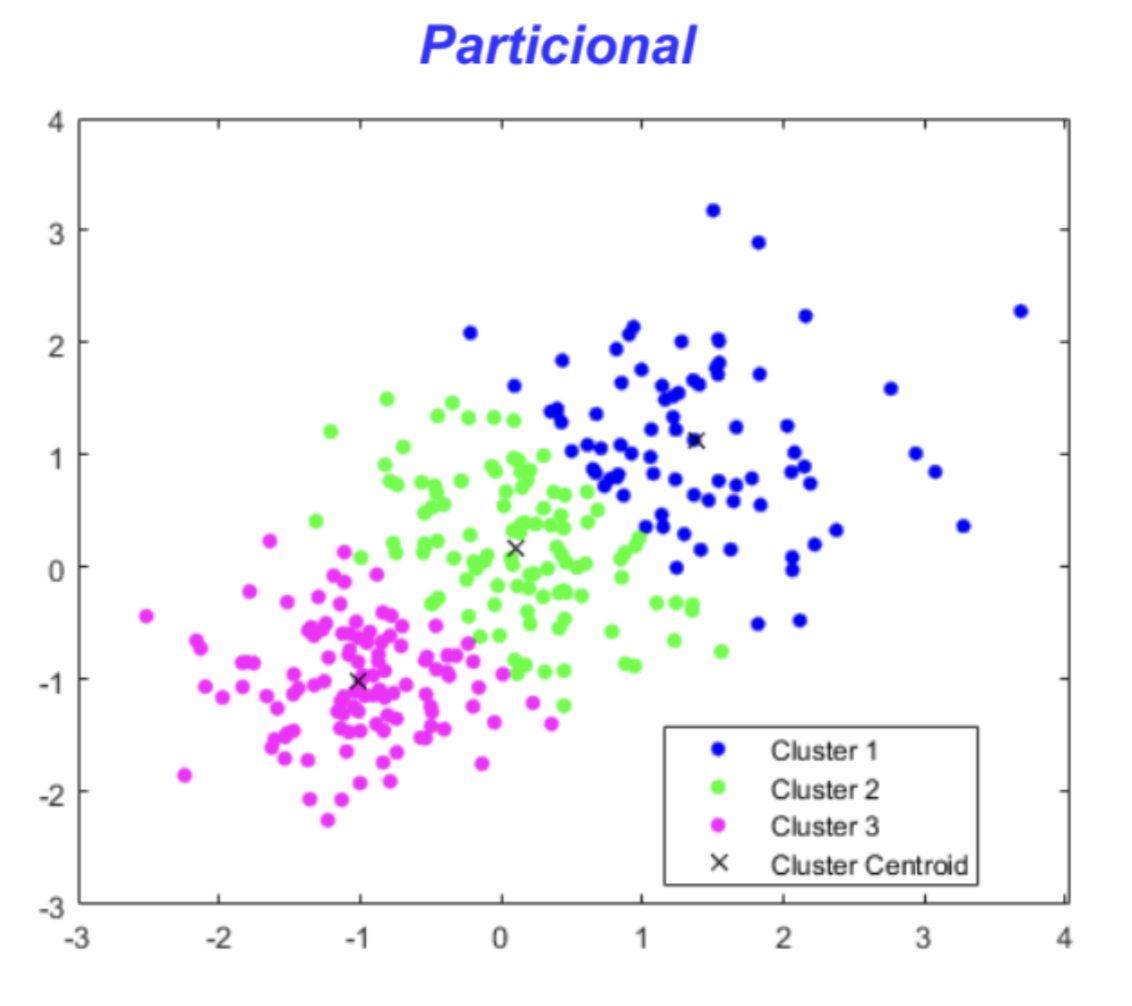 Particional
4
3
2
1
0
-1
-2
-3
-3 -2 -1 0 1 2 3 4
Cluster 1
Cluster 2
Cluster 3
Cluster Centroid